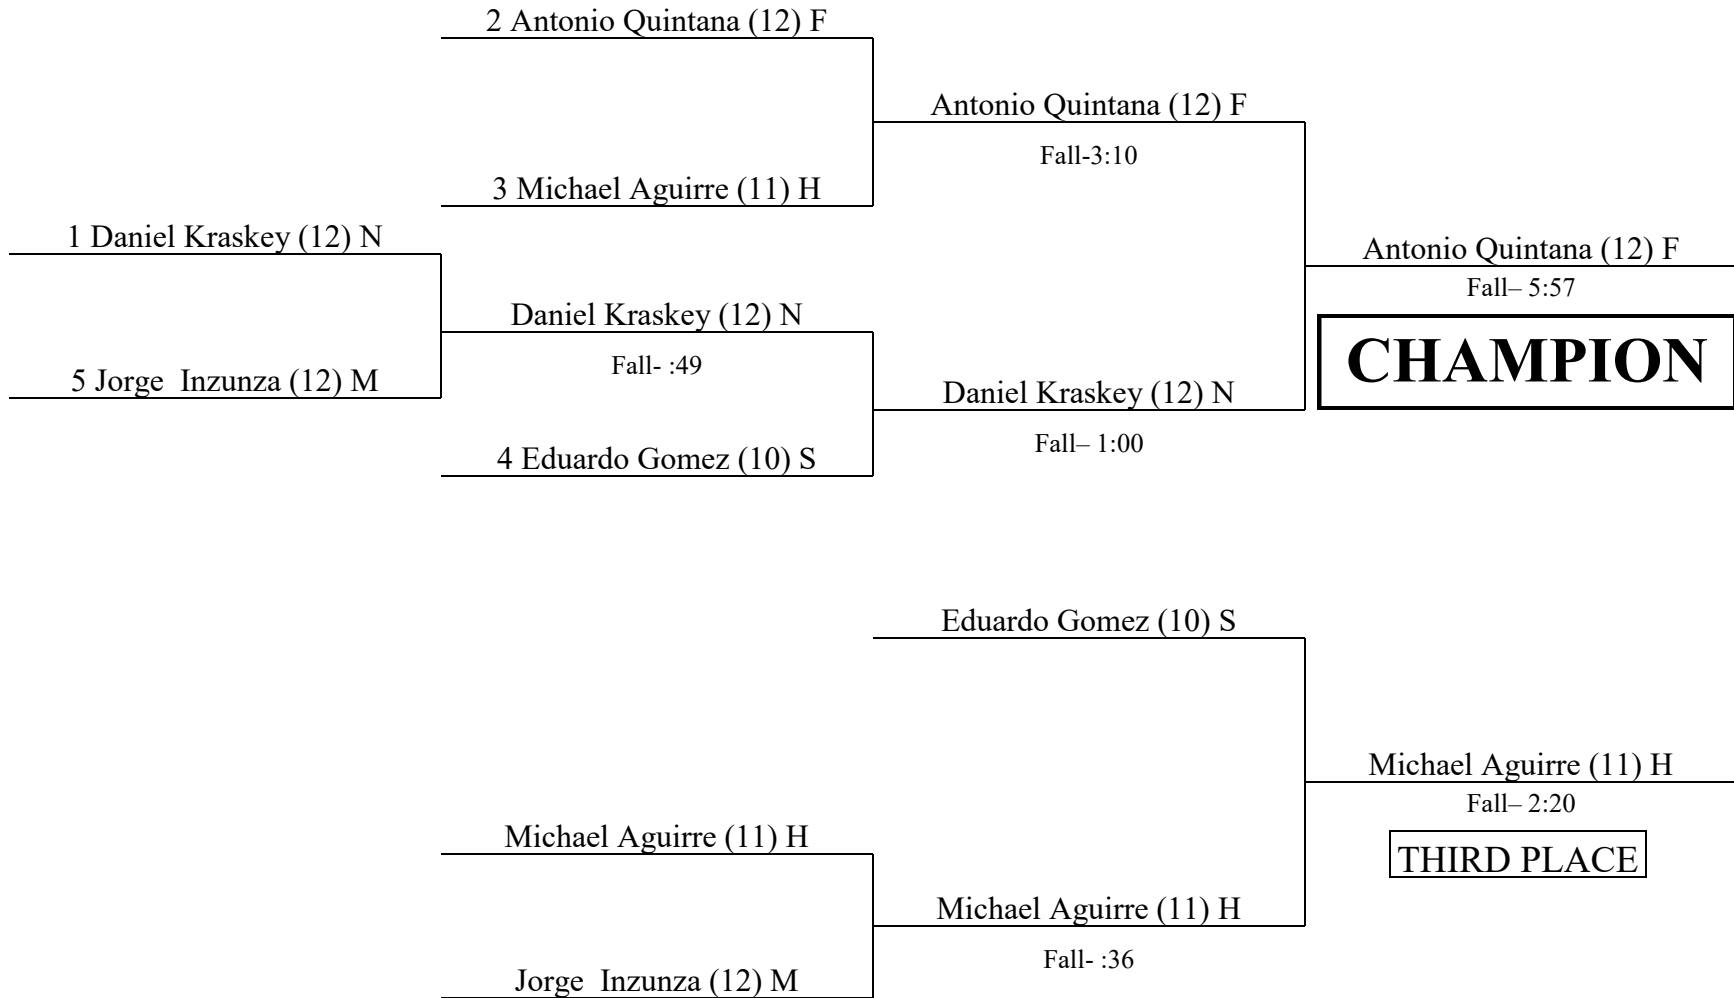 2 Antonio Quintana (12) F
Antonio Quintana (12) F
Fall-3:10
3 Michael Aguirre (11) H
1 Daniel Kraskey (12) N
Antonio Quintana (12) F
Fall– 5:57
Daniel Kraskey (12) N
Fall- :49
CHAMPION
5 Jorge  Inzunza (12) M
Daniel Kraskey (12) N
Fall– 1:00
4 Eduardo Gomez (10) S
Eduardo Gomez (10) S
Michael Aguirre (11) H
Fall– 2:20
THIRD PLACE
Michael Aguirre (11) H
Michael Aguirre (11) H
Fall- :36
Jorge  Inzunza (12) M